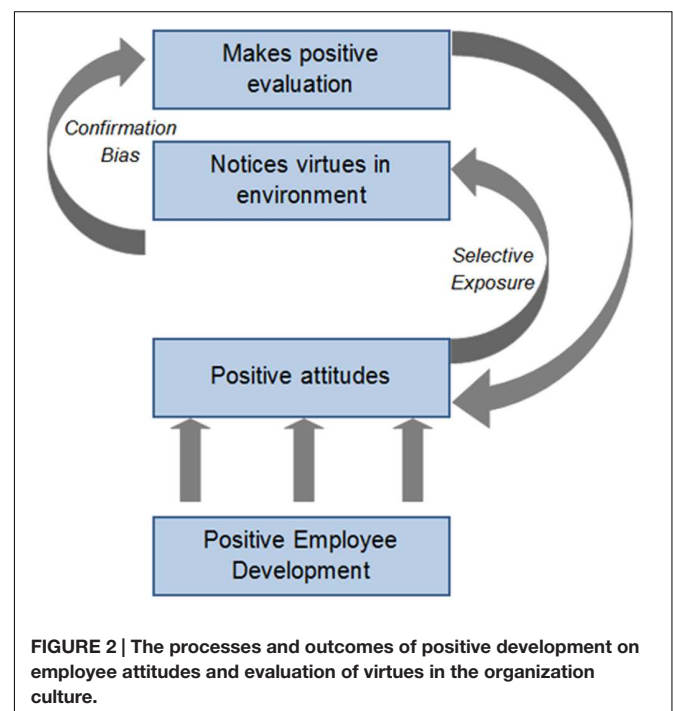 Makes positive
evaluation
Confirmation
Bias
Notices virtues in
environment
Selective
Exposure
Positive attitudes
Positive Employee
Development
FIGURE 2 | The processes and outcomes of positive development on
employee attitudes and evaluation of virtues in the organization
culture.